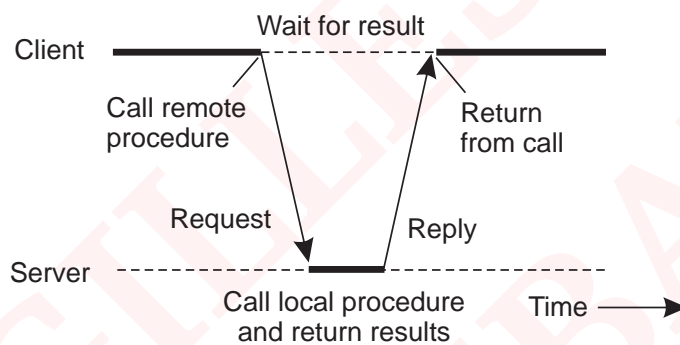 Wait for result
Client
Call remote
procedure
Return
from call
Request
Reply
Server
Call local procedure
and return results
Time